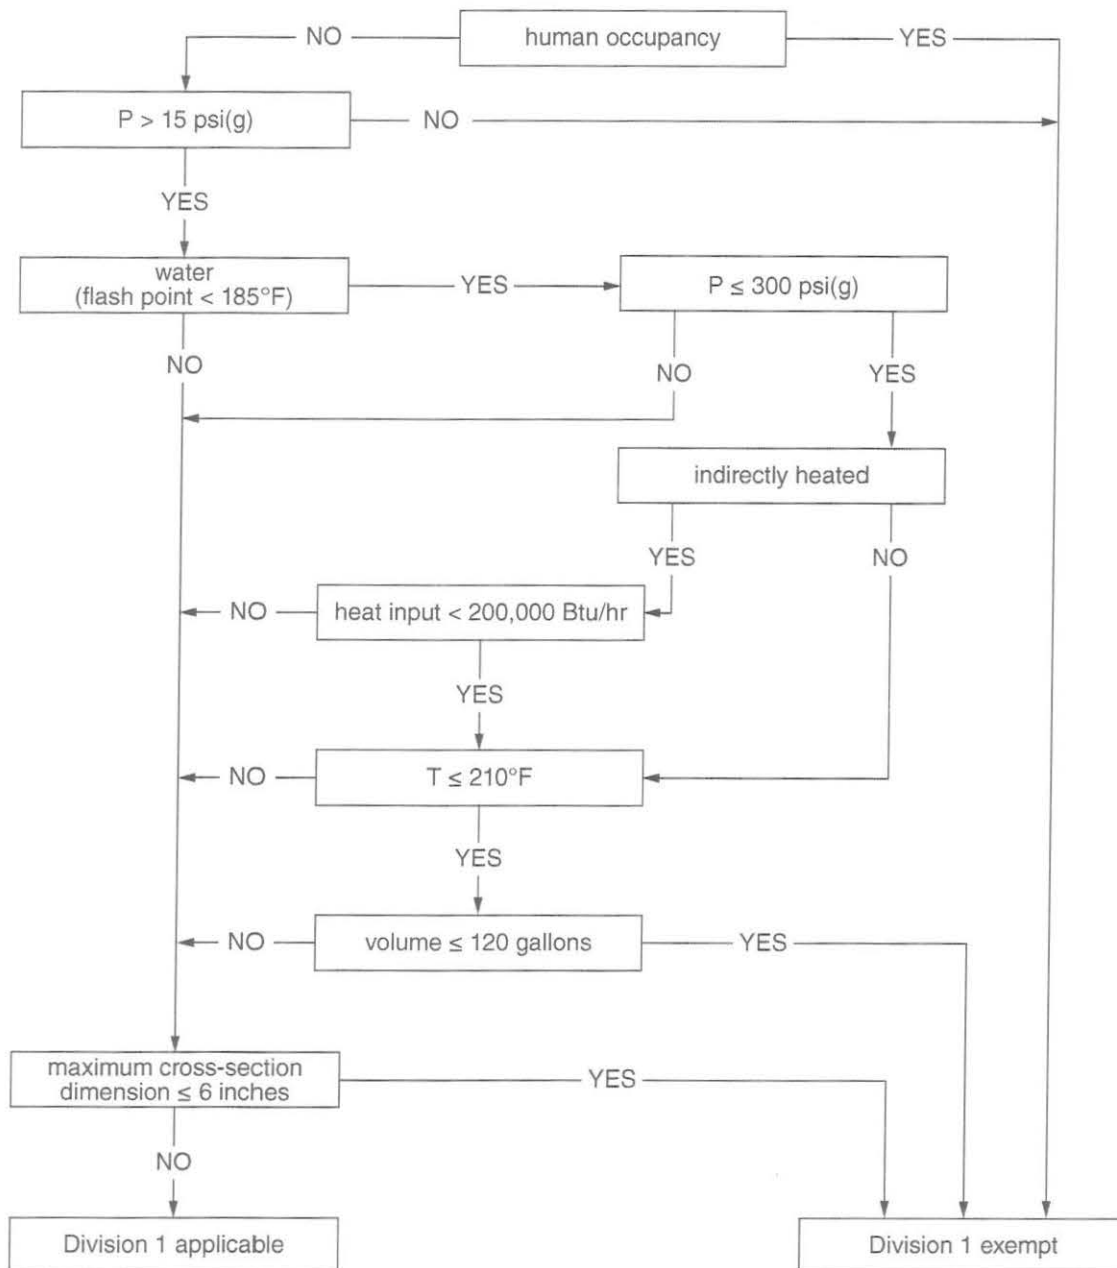 NO
human occupancy
YES
P > 15 psi(g)
NO
YES
water
(flash point < 185°F)
YES
P ≤ 300 psi(g)
NO
NO
YES
indirectly heated
YES
NO
NO
heat input < 200,000 Btu/hr
YES
NO
T ≤ 210°F
YES
NO
volume ≤ 120 gallons
YES
maximum cross-section
dimension ≤ 6 inches
YES
NO
Division 1 applicable
Division 1 exempt